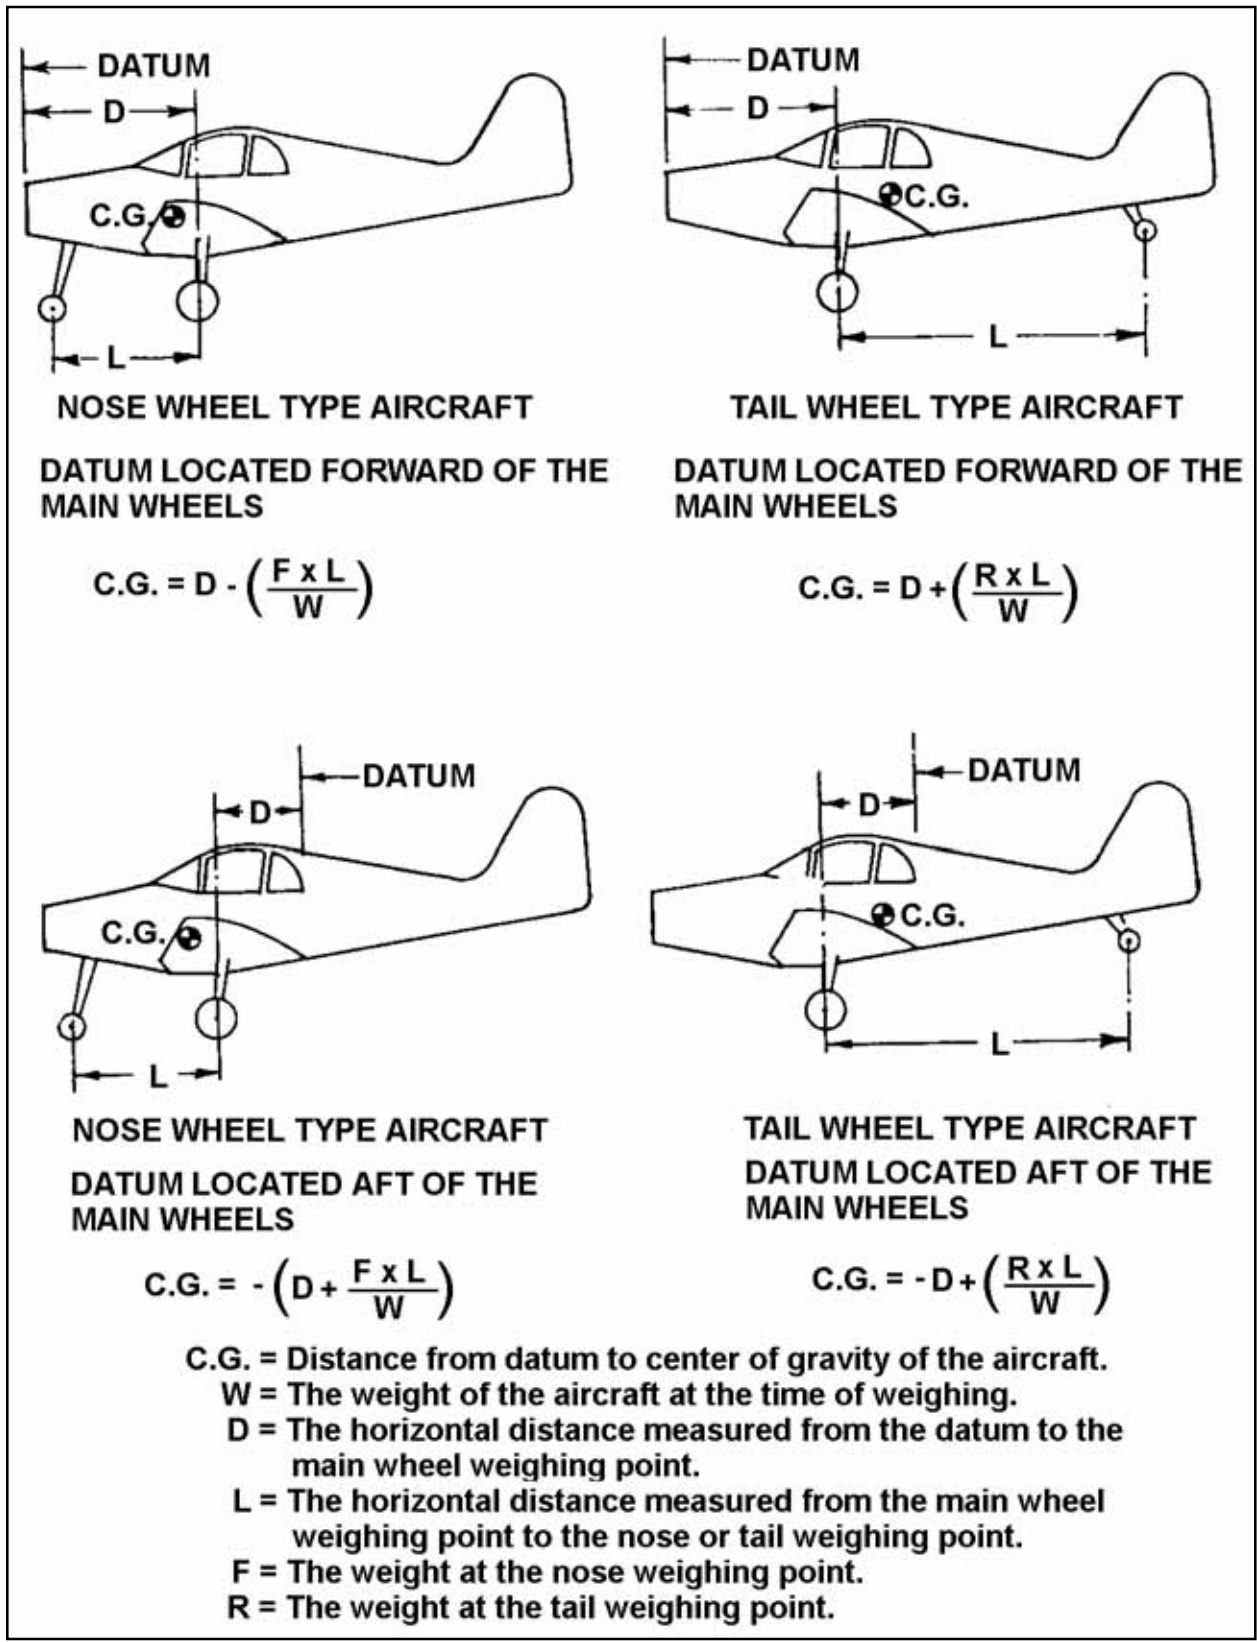 DATUM
D
C.G.
L
NOSE WHEEL TYPE AIRCRAFT
DATUM LOCATED FORWARD OF THE
MAIN WHEELS
C.G. = D - (F x L / W)
DATUM
D
C.G.
L
TAIL WHEEL TYPE AIRCRAFT
DATUM LOCATED FORWARD OF THE
MAIN WHEELS
C.G. = D + (R x L / W)
DATUM
D
C.G.
L
NOSE WHEEL TYPE AIRCRAFT
DATUM LOCATED AFT OF THE
MAIN WHEELS
C.G. = - (D + F x L / W)
DATUM
D
C.G.
L
TAIL WHEEL TYPE AIRCRAFT
DATUM LOCATED AFT OF THE
MAIN WHEELS
C.G. = - D + (R x L / W)
C.G. = Distance from datum to center of gravity of the aircraft.
W = The weight of the aircraft at the time of weighing.
D = The horizontal distance measured from the datum to the
main wheel weighing point.
L = The horizontal distance measured from the main wheel
weighing point to the nose or tail weighing point.
F = The weight at the nose weighing point.
R = The weight at the tail weighing point.